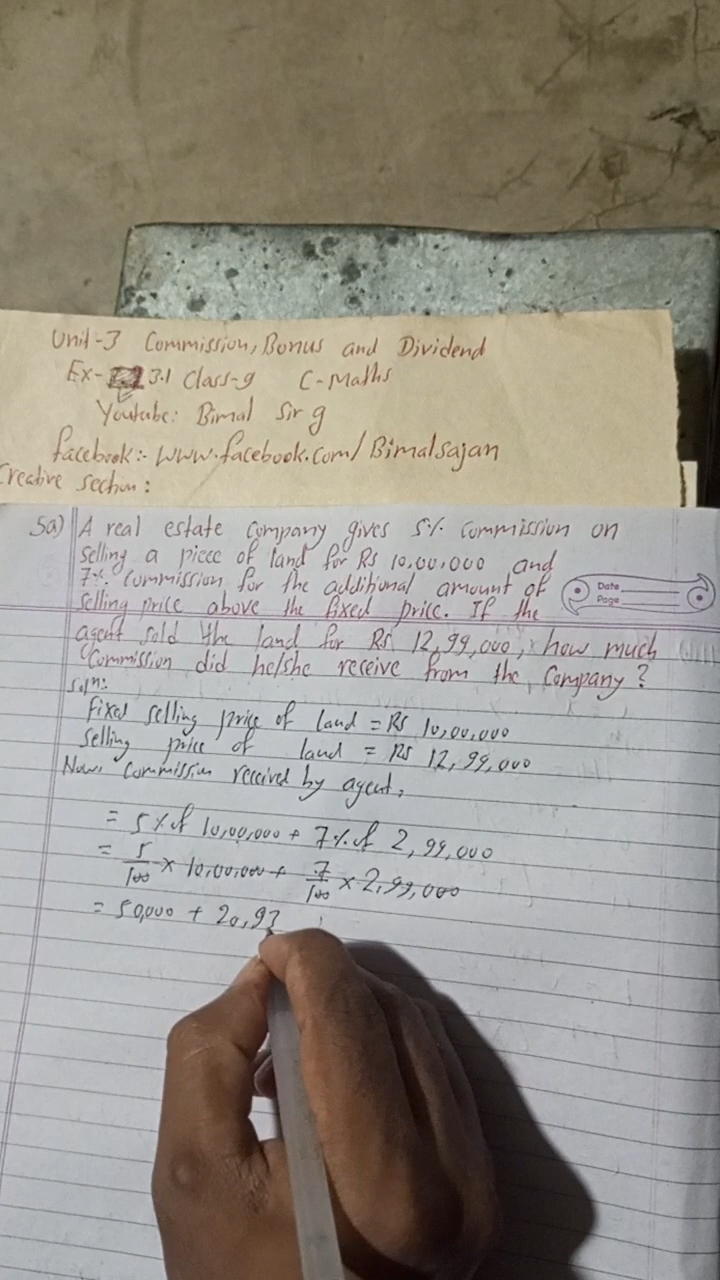 Unit-3 Commission, Bonus and Dividend
Ex- 3.1 Class-9 C-Maths
Youtube: Bimal Sir g
facebook:- www.facebook.com/Bimalsajan
Creative section:
5a) A real estate company gives 5% commission on
selling a piece of land for Rs 10,00,000 and
7% commission for the additional amount of
selling price above the fixed price. If the
Date
Page
agent sold the land for Rs 12,99,000, how much
commission did he/she receive from the company?
Soln:
Fixed selling price of land = Rs 10,00,000
Selling price of land = Rs 12,99,000
Now, commission received by agent,
= 5% of 10,00,000 + 7% of 2,99,000
= 5/100 × 10,00,000 + 7/100 × 2,99,000
= 50,000 + 20,93